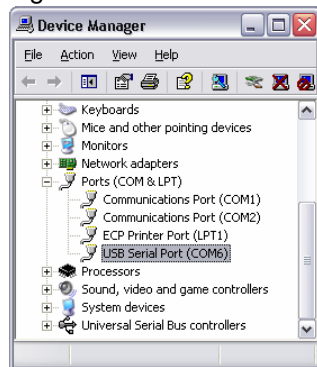 Device Manager
File Action View Help
Keyboards
Mice and other pointing devices
Monitors
Network adapters
Ports (COM & LPT)
Communications Port (COM1)
Communications Port (COM2)
ECP Printer Port (LPT1)
USB Serial Port (COM6)
Processors
Sound, video and game controllers
System devices
Universal Serial Bus controllers